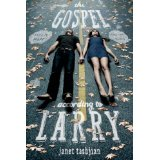 the
GOSPEL
according to
LARRY
janet tashjian